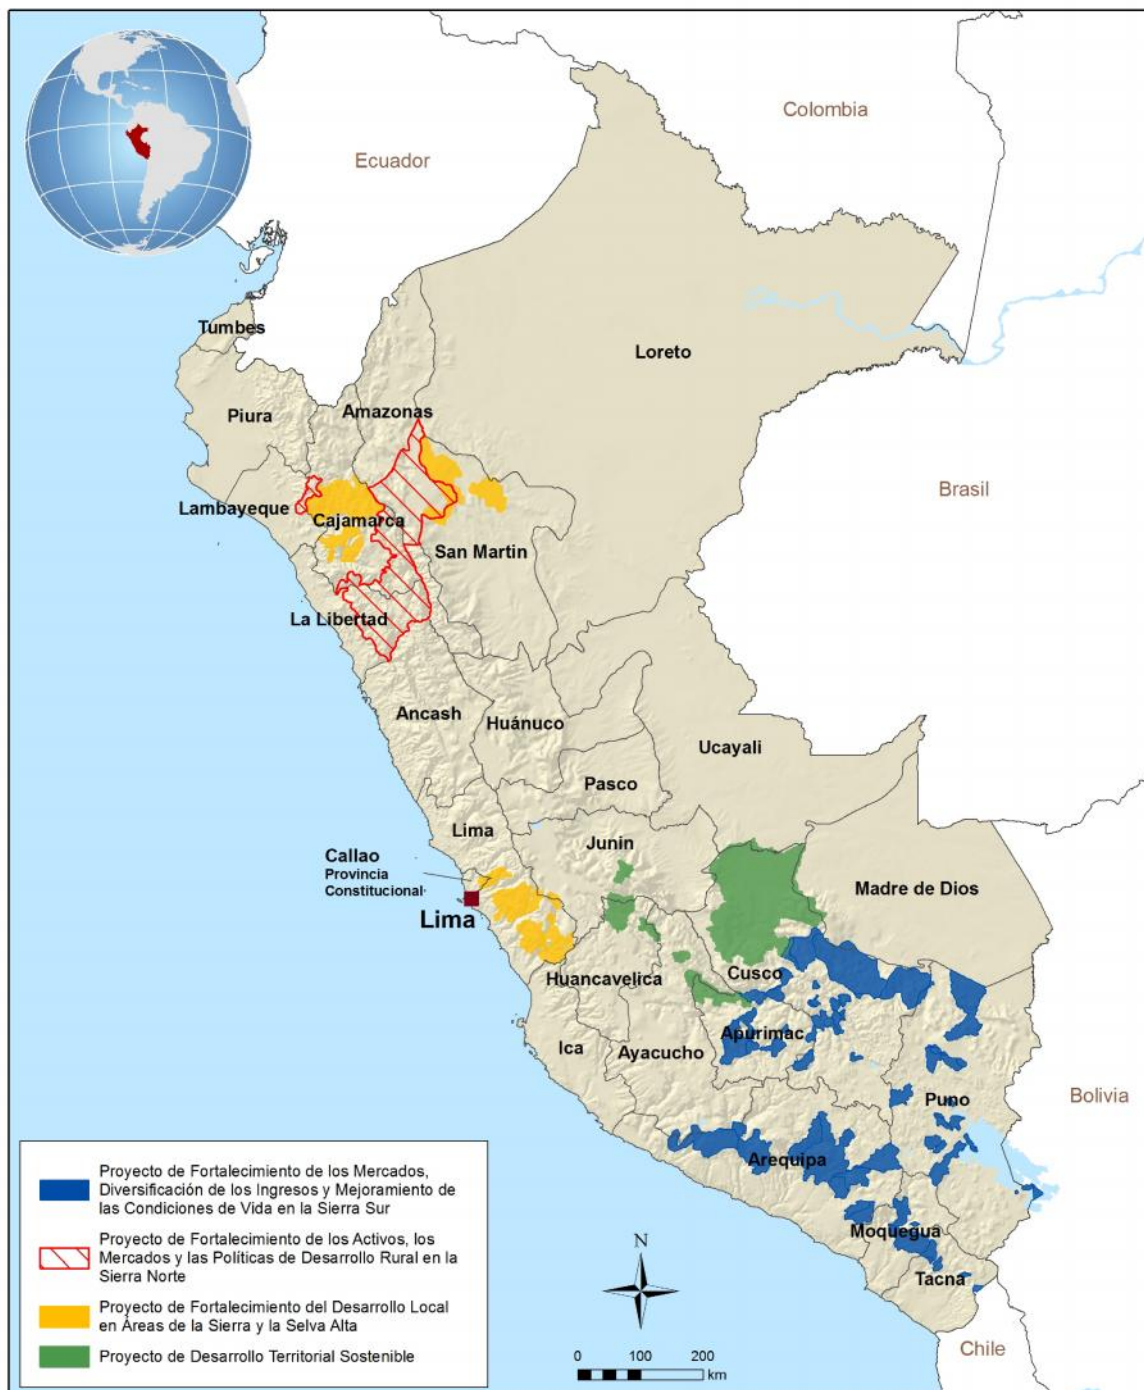 Colombia
Ecuador
Tumbes
Loreto
Piura
Amazonas
Brasil
Lambayeque
Cajamarca
San Martin
La Libertad
Ancash
Huánuco
Ucayali
Pasco
Lima
Junin
Callao
Provincia
Constitucional
Madre de Dios
Lima
Huancavelica
Cusco
Apurimac
Ica
Ayacucho
Puno
Bolivia
Arequipa
Moquegua
Tacna
Chile
Proyecto de Fortalecimiento de los Mercados,
Diversificación de los Ingresos y Mejoramiento de
las Condiciones de Vida en la Sierra Sur
Proyecto de Fortalecimiento de los Activos, los
Mercados y las Políticas de Desarrollo Rural en la
Sierra Norte
Proyecto de Fortalecimiento del Desarrollo Local
en Áreas de la Sierra y la Selva Alta
Proyecto de Desarrollo Territorial Sostenible
N
0 100 200
km